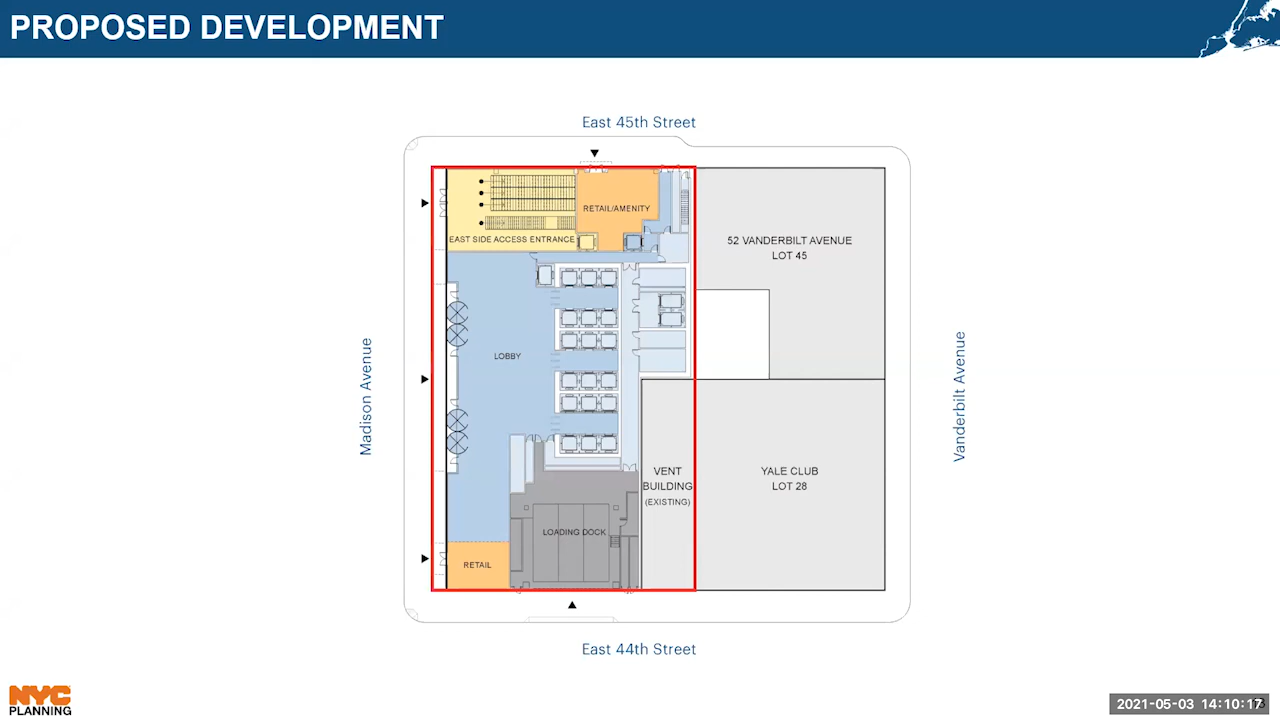 PROPOSED DEVELOPMENT
East 45th Street
RETAIL/AMENITY
EAST SIDE ACCESS ENTRANCE
52 VANDERBILT AVENUE
LOT 45
LOBBY
Madison Avenue
Vanderbilt Avenue
VENT
BUILDING
(EXISTING)
YALE CLUB
LOT 28
LOADING DOCK
RETAIL
East 44th Street
NYC
PLANNING
2021-05-03 14:10:17